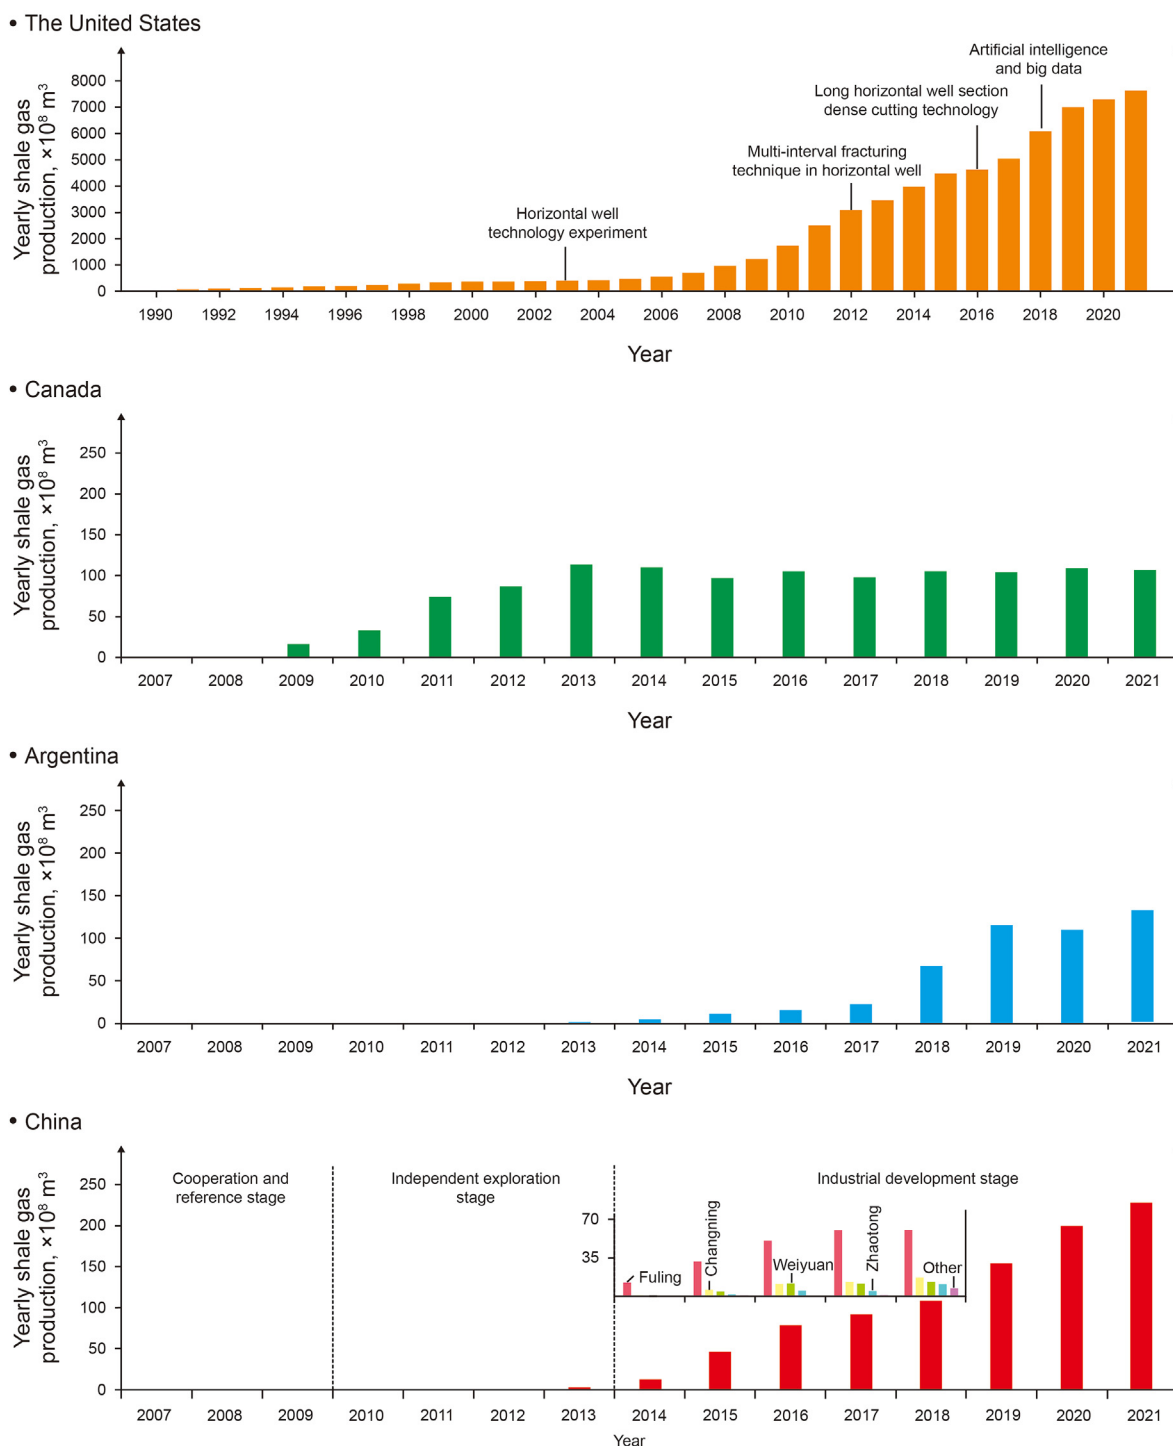 • The United States
Artificial intelligence
and big data
Long horizontal well section
dense cutting technology
Multi-interval fracturing
technique in horizontal well
Horizontal well
technology experiment
Yearly shale gas
production, ×10⁸ m³
8000
7000
6000
5000
4000
3000
2000
1000
0
1990 1992 1994 1996 1998 2000 2002 2004 2006 2008 2010 2012 2014 2016 2018 2020
Year
• Canada
Yearly shale gas
production, ×10⁸ m³
250
200
150
100
50
0
2007 2008 2009 2010 2011 2012 2013 2014 2015 2016 2017 2018 2019 2020 2021
Year
• Argentina
Yearly shale gas
production, ×10⁸ m³
250
200
150
100
50
0
2007 2008 2009 2010 2011 2012 2013 2014 2015 2016 2017 2018 2019 2020 2021
Year
• China
Yearly shale gas
production, ×10⁸ m³
250
200
150
100
50
0
Cooperation and
reference stage
Independent exploration
stage
Industrial development stage
70
35
Fuling
Changning
Weiyuan
Zhaotong
Other
2007 2008 2009 2010 2011 2012 2013 2014 2015 2016 2017 2018 2019 2020 2021
Year